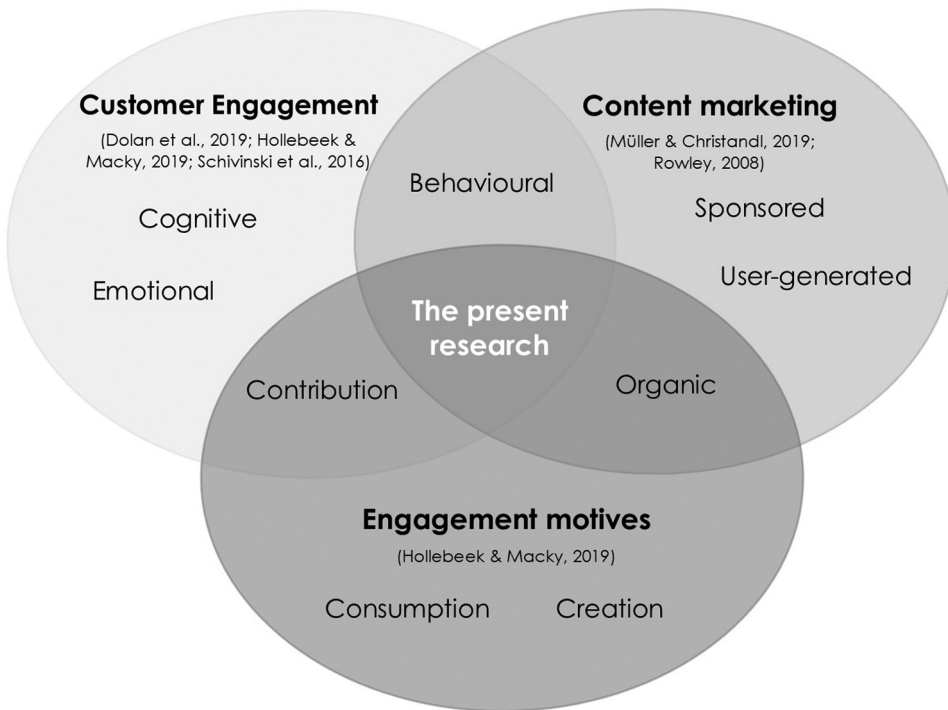 Customer Engagement
(Dolan et al., 2019; Hollebeek &
Macky, 2019; Schivinski et al., 2016)
Cognitive
Emotional
Behavioural
Content marketing
(Müller & Christandl, 2019;
Rowley, 2008)
Sponsored
User-generated
The present
research
Contribution
Organic
Engagement motives
(Hollebeek & Macky, 2019)
Consumption
Creation